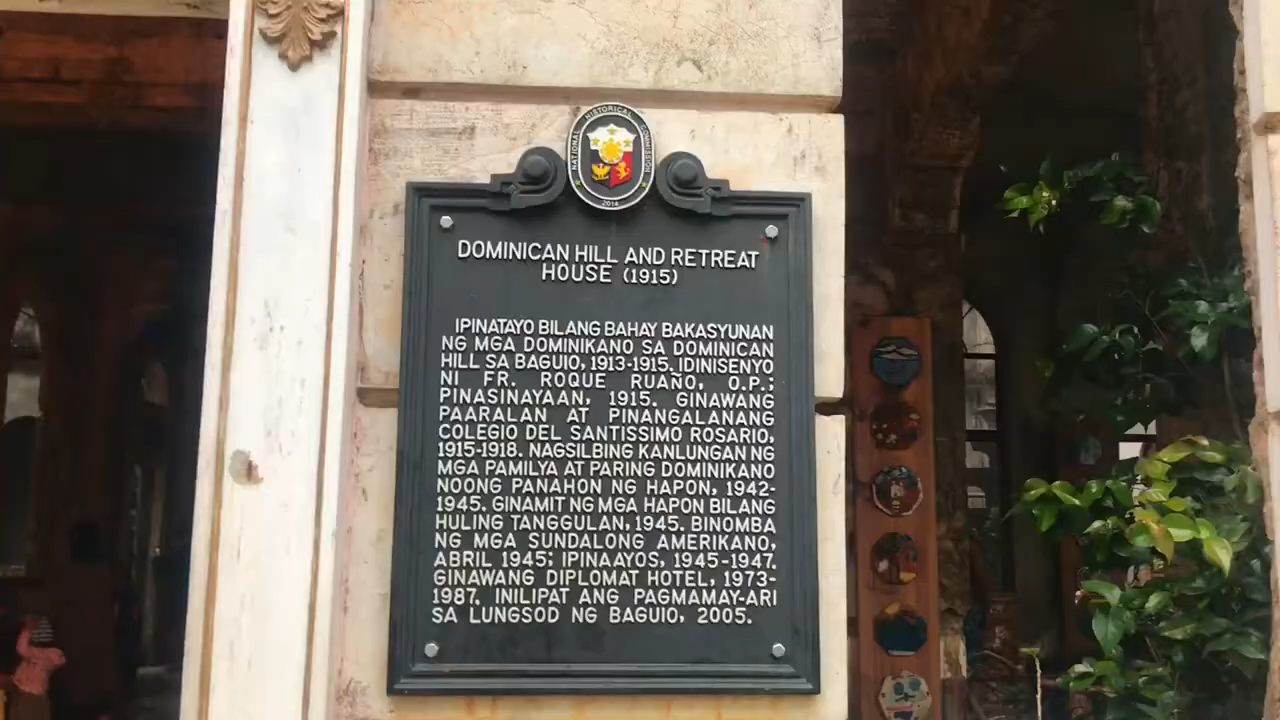 NATIONAL HISTORICAL COMMISSION
2014
DOMINICAN HILL AND RETREAT
HOUSE (1915)
IPINATAYO BILANG BAHAY BAKASYUNAN
NG MGA DOMINIKANO SA DOMINICAN
HILL SA BAGUIO, 1913-1915. IDINISENYO
NI FR. ROQUE RUAÑO, O.P.;
PINASINAYAAN, 1915. GINAWANG
PAARALAN AT PINANGALANANG
COLEGIO DEL SANTISSIMO ROSARIO,
1915-1918. NAGSILBING KANLUNGAN NG
MGA PAMILYA AT PARING DOMINIKANO
NOONG PANAHON NG HAPON, 1942-
1945. GINAMIT NG MGA HAPON BILANG
HULING TANGGULAN, 1945. BINOMBA
NG MGA SUNDALONG AMERIKANO,
ABRIL 1945; IPINAAYOS, 1945-1947.
GINAWANG DIPLOMAT HOTEL, 1973-
1987. INILIPAT ANG PAGMAMAY-ARI
SA LUNGSOD NG BAGUIO, 2005.